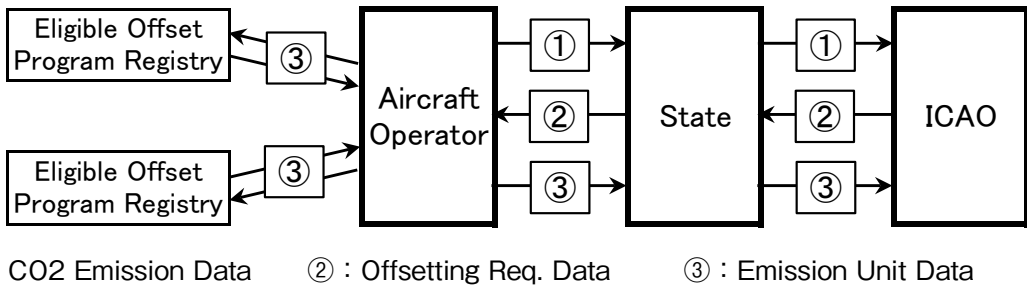 Eligible Offset
Program Registry
③
Aircraft
Operator
①
②
③
State
①
②
③
ICAO
Eligible Offset
Program Registry
③
CO2 Emission Data ②：Offsetting Req. Data ③：Emission Unit Data